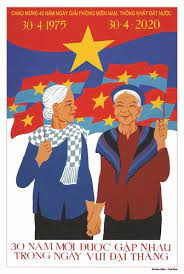 CHÀO MỪNG 45 NĂM NGÀY GIẢI PHÓNG MIỀN NAM, THỐNG NHẤT ĐẤT NƯỚC
30-4-1975 30-4-2020
30 NĂM MỚI ĐƯỢC GẶP NHAU
TRONG NGÀY VUI ĐẠI THẮNG